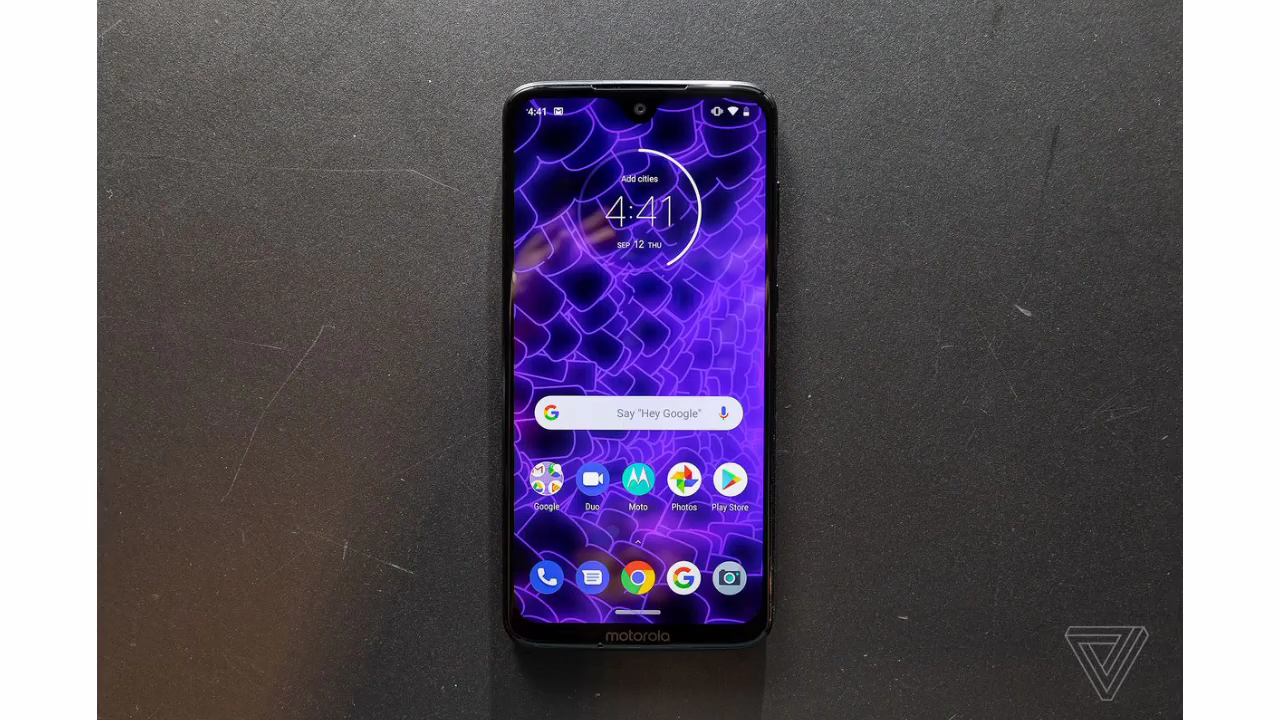 4:41
Add cities
4:41
SEP 12 THU
Say "Hey Google"
Google Duo Moto Photos Play Store
motorola